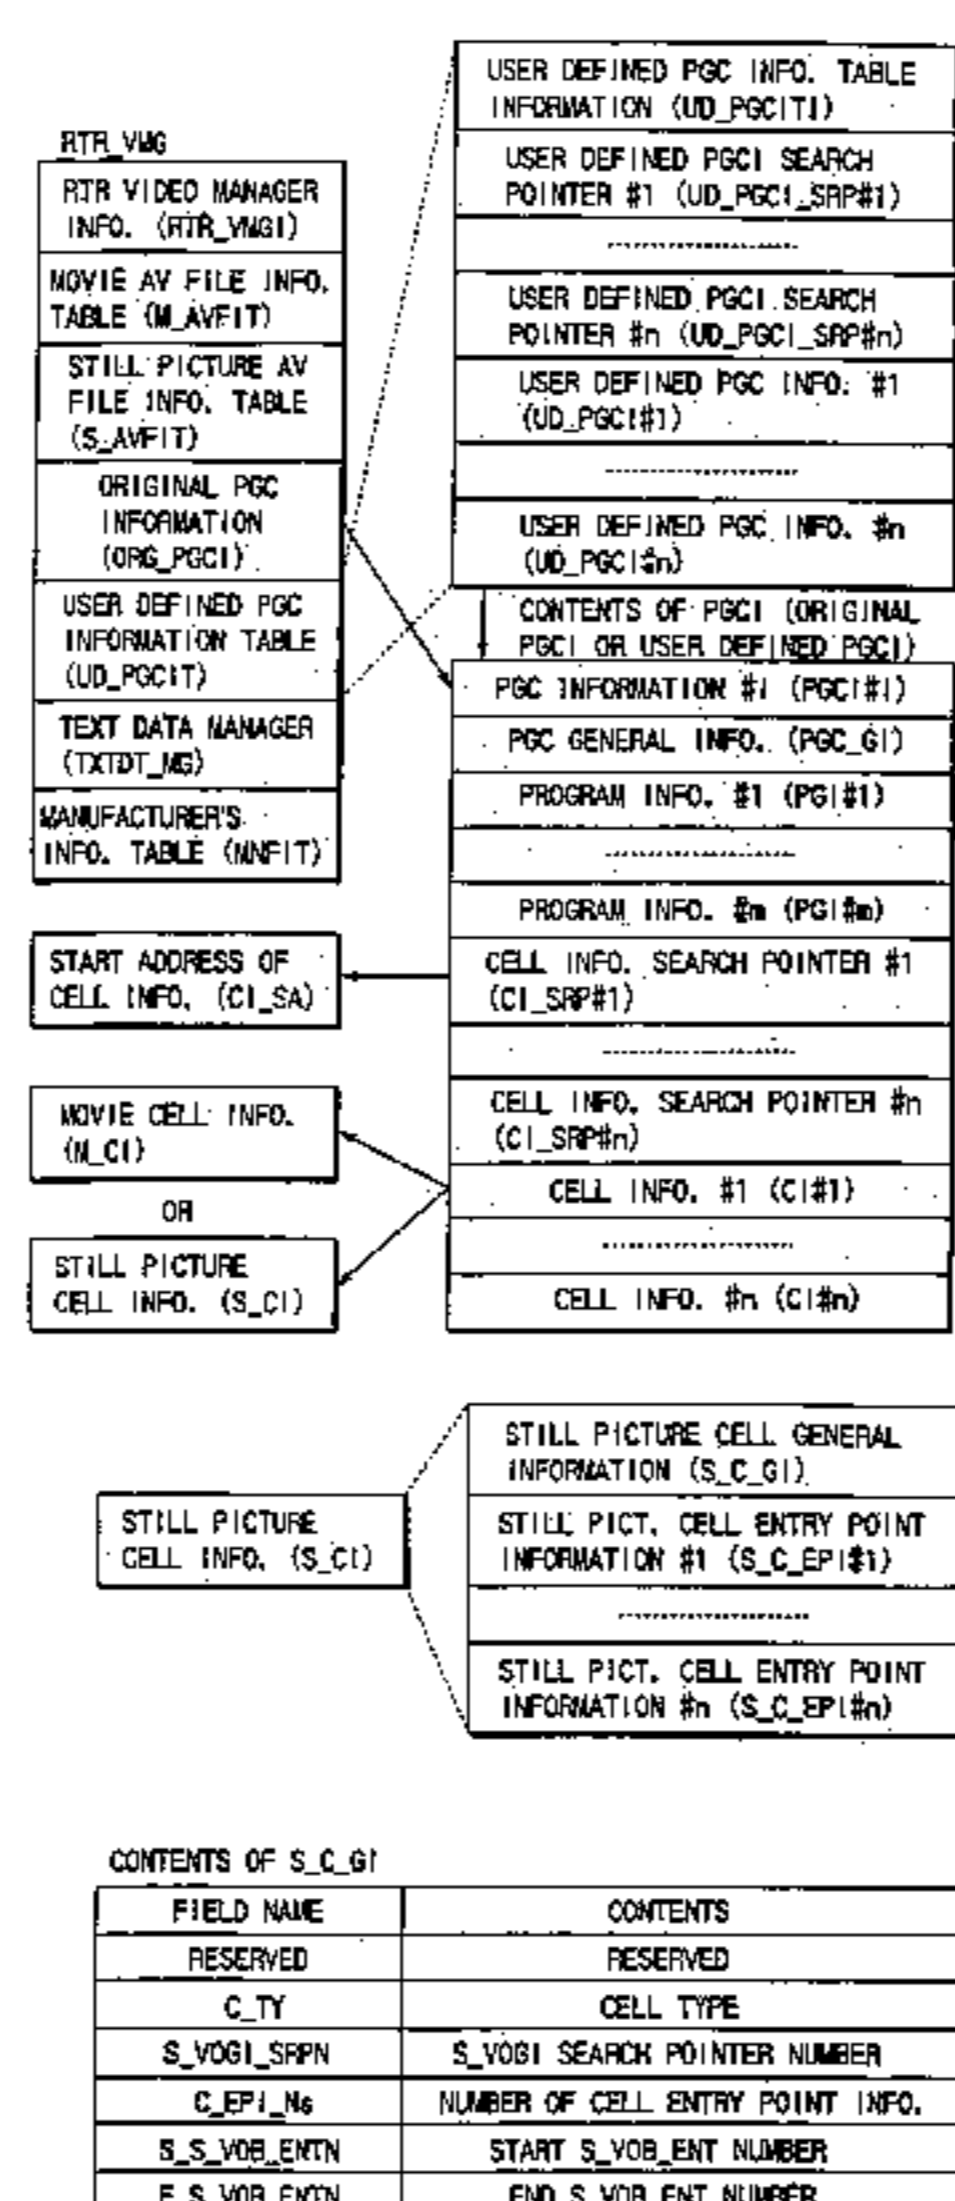 RTR_VMG
RTR VIDEO MANAGER
INFO. (RTR_VMGI)
MOVIE AV FILE INFO.
TABLE (M_AVFIT)
STILL PICTURE AV
FILE INFO. TABLE
(S_AVFIT)
ORIGINAL PGC
INFORMATION
(ORG_PGCI)
USER DEFINED PGC
INFORMATION TABLE
(UD_PGCIT)
TEXT DATA MANAGER
(TXTDT_MG)
MANUFACTURER'S
INFO. TABLE (MNFIT)
USER DEFINED PGC INFO. TABLE
INFORMATION (UD_PGCITI)
USER DEFINED PGCI SEARCH
POINTER #1 (UD_PGCI_SRP#1)
USER DEFINED PGCI SEARCH
POINTER #n (UD_PGCI_SRP#n)
USER DEFINED PGC INFO. #1
(UD_PGCI#1)
USER DEFINED PGC INFO. #n
(UD_PGCI#n)
CONTENTS OF PGCI (ORIGINAL
PGCI OR USER DEFINED PGCI)
PGC INFORMATION #i (PGCI#i)
PGC GENERAL INFO. (PGC_GI)
PROGRAM INFO. #1 (PGI#1)
PROGRAM INFO. #m (PGI#m)
CELL INFO. SEARCH POINTER #1
(CI_SRP#1)
CELL INFO. SEARCH POINTER #n
(CI_SRP#n)
CELL INFO. #1 (CI#1)
CELL INFO. #n (CI#n)
START ADDRESS OF
CELL INFO. (CI_SA)
MOVIE CELL INFO.
(M_CI)
OR
STILL PICTURE
CELL INFO. (S_CI)
STILL PICTURE
CELL INFO. (S_CI)
STILL PICTURE CELL GENERAL
INFORMATION (S_C_GI)
STILL PICT. CELL ENTRY POINT
INFORMATION #1 (S_C_EPI#1)
STILL PICT. CELL ENTRY POINT
INFORMATION #n (S_C_EPI#n)
CONTENTS OF S_C_GI
FIELD NAME CONTENTS
RESERVED RESERVED
C_TY CELL TYPE
S_VOGI_SRPN S_VOGI SEARCH POINTER NUMBER
C_EPI_Ns NUMBER OF CELL ENTRY POINT INFO.
S_S_VOB_ENTN START S_VOB_ENT NUMBER
E_S_VOB_ENTN END S_VOB_ENT NUMBER